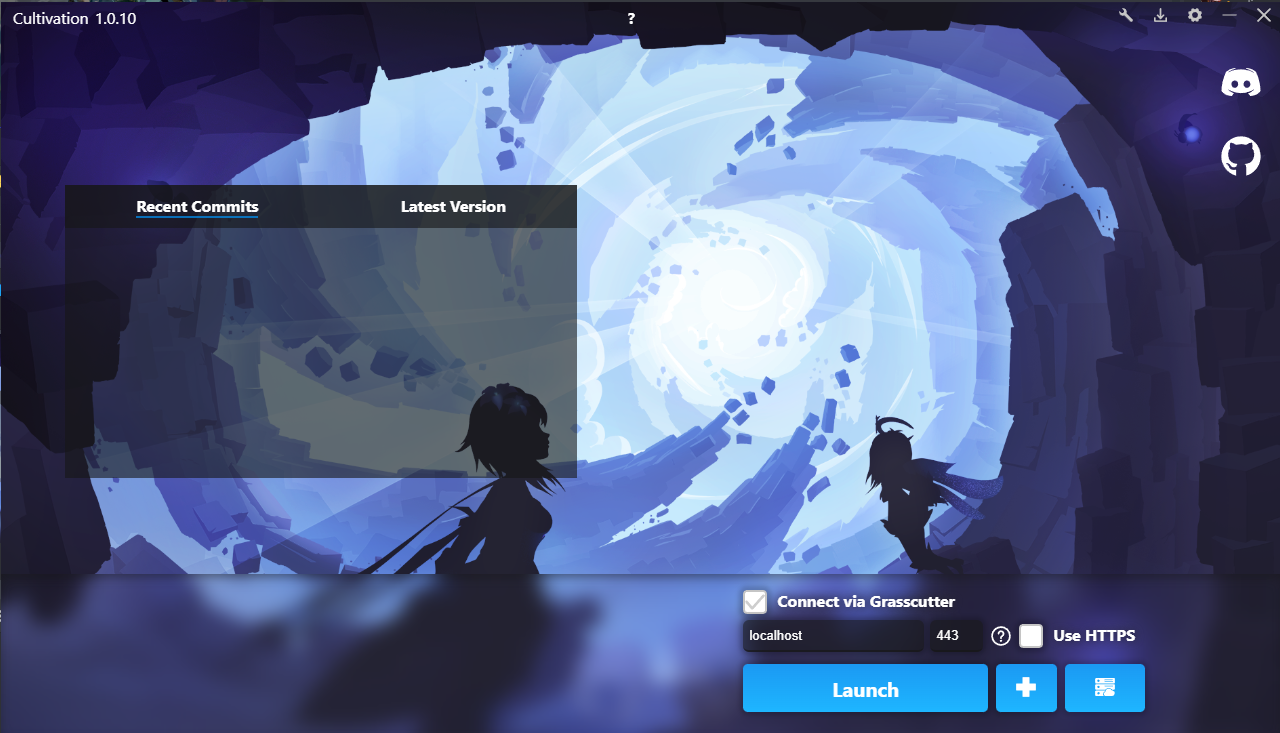 Cultivation 1.0.10
?
Recent Commits
Latest Version
Connect via Grasscutter
localhost
443
?
Use HTTPS
Launch